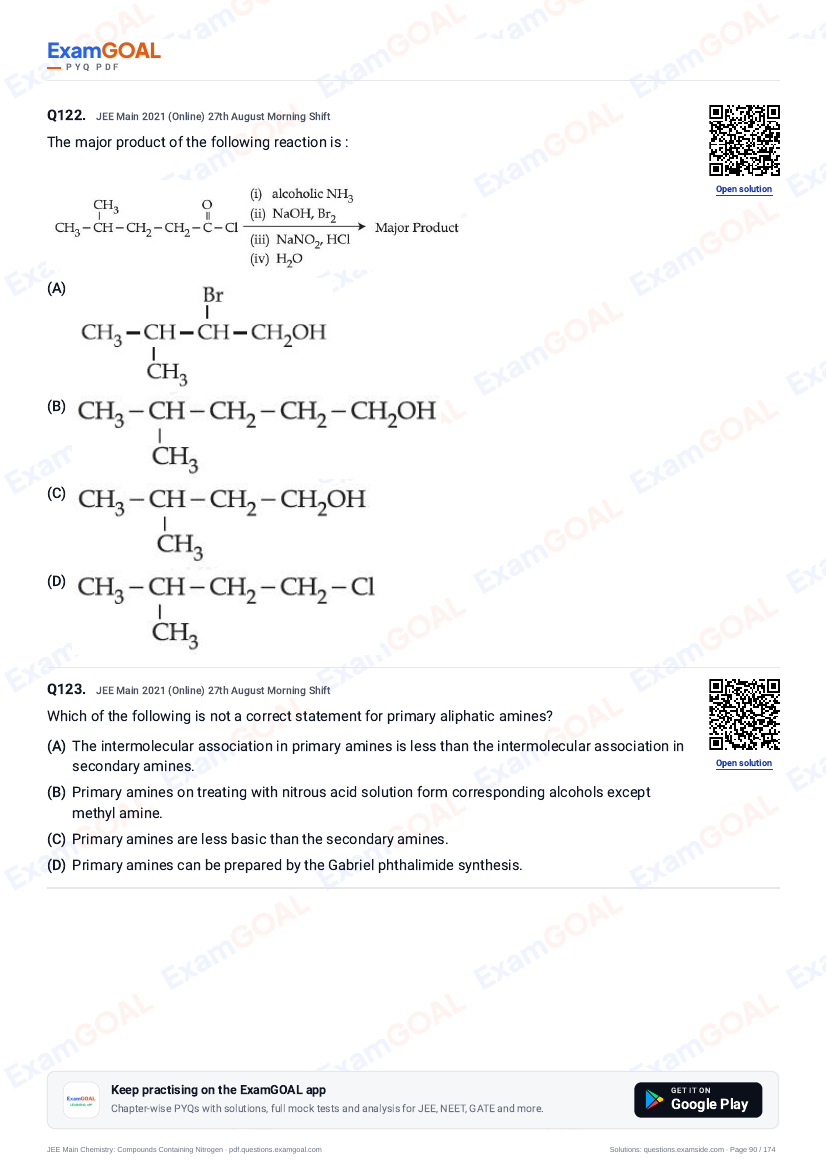 ExamGOAL
PYQ PDF
Q122. JEE Main 2021 (Online) 27th August Morning Shift
The major product of the following reaction is :
Open solution
CH₃ O
CH₃ – CH – CH₂ – CH₂ – C – Cl
(i) alcoholic NH₃
(ii) NaOH, Br₂
(iii) NaNO₂, HCl
(iv) H₂O
Major Product
(A)
Br
CH₃ – CH – CH – CH₂OH
CH₃
(B) CH₃ – CH – CH₂ – CH₂ – CH₂OH
CH₃
(C) CH₃ – CH – CH₂ – CH₂OH
CH₃
(D) CH₃ – CH – CH₂ – CH₂ – Cl
CH₃
Q123. JEE Main 2021 (Online) 27th August Morning Shift
Which of the following is not a correct statement for primary aliphatic amines?
(A) The intermolecular association in primary amines is less than the intermolecular association in
secondary amines.
Open solution
(B) Primary amines on treating with nitrous acid solution form corresponding alcohols except
methyl amine.
(C) Primary amines are less basic than the secondary amines.
(D) Primary amines can be prepared by the Gabriel phthalimide synthesis.
Keep practising on the ExamGOAL app
Chapter-wise PYQs with solutions, full mock tests and analysis for JEE, NEET, GATE and more.
GET IT ON
Google Play
JEE Main Chemistry: Compounds Containing Nitrogen · pdf.questions.examgoal.com
Solutions: questions.examside.com · Page 90 / 174